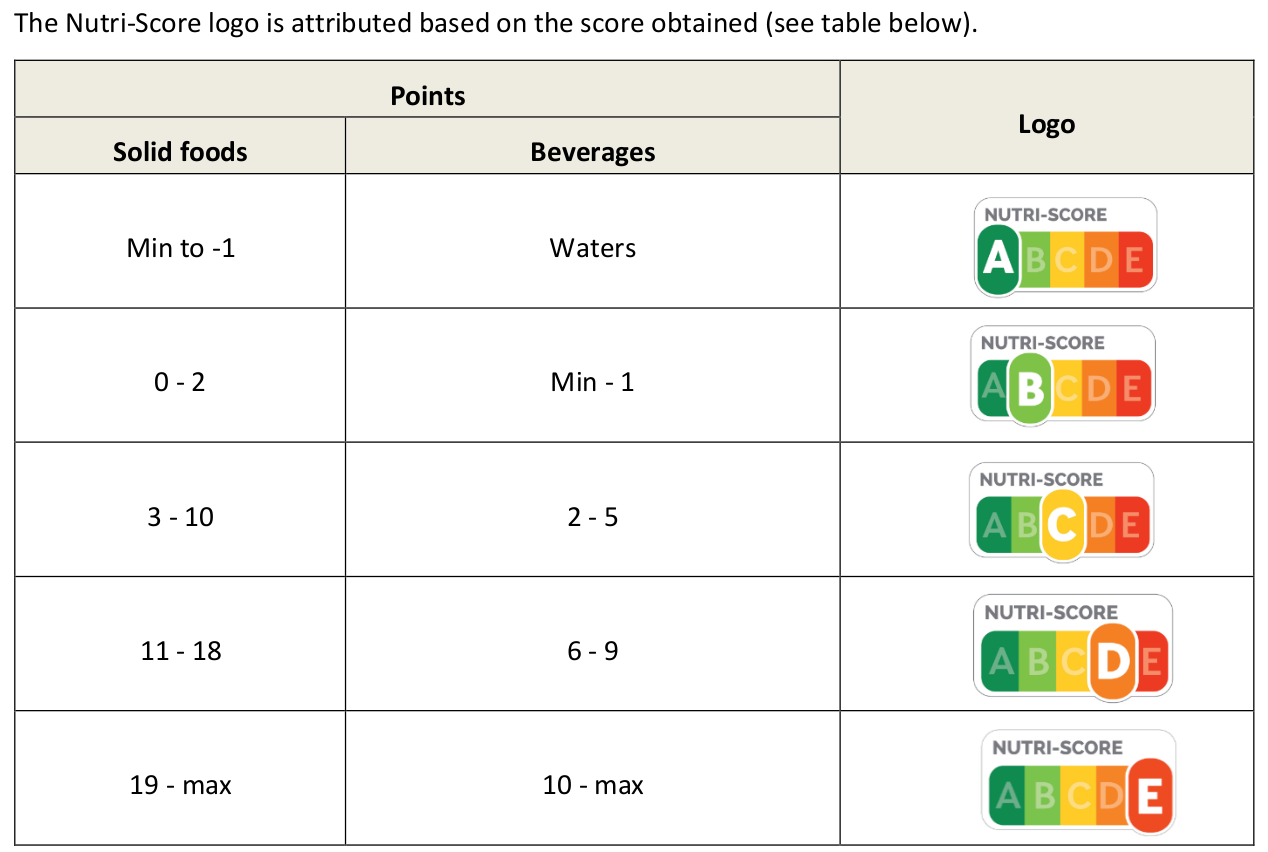 The Nutri-Score logo is attributed based on the score obtained (see table below).
Points
Logo
Solid foods
Beverages
Min to -1
Waters
NUTRI-SCORE
A B C D E
0 - 2
Min - 1
NUTRI-SCORE
A B C D E
3 - 10
2 - 5
NUTRI-SCORE
A B C D E
11 - 18
6 - 9
NUTRI-SCORE
A B C D E
19 - max
10 - max
NUTRI-SCORE
A B C D E